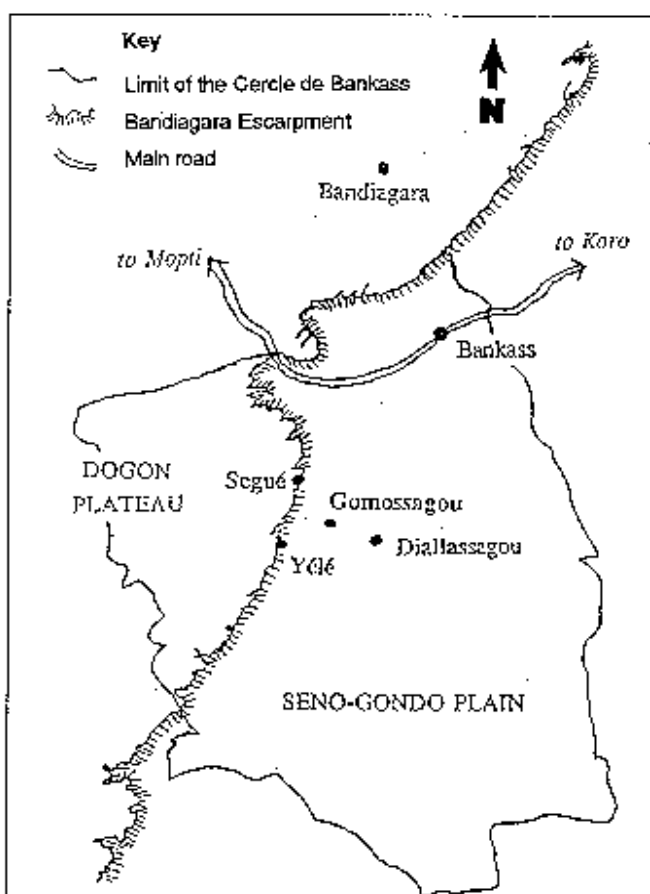 Key
Limit of the Cercle de Bankass
Bandiagara Escarpment
Main road
N
Bandiagara
to Mopti
to Koro
Bankass
DOGON
PLATEAU
Segué
Gomossagou
Diallassagou
Yélé
SENO-GONDO PLAIN